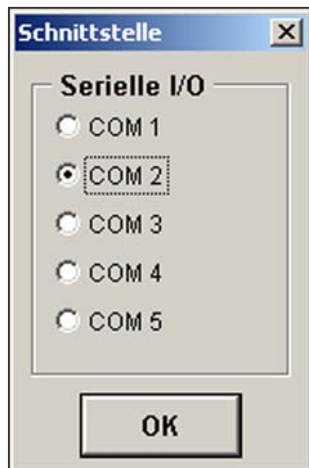 Schnittstelle
Serielle I/O
COM 1
COM 2
COM 3
COM 4
COM 5
OK